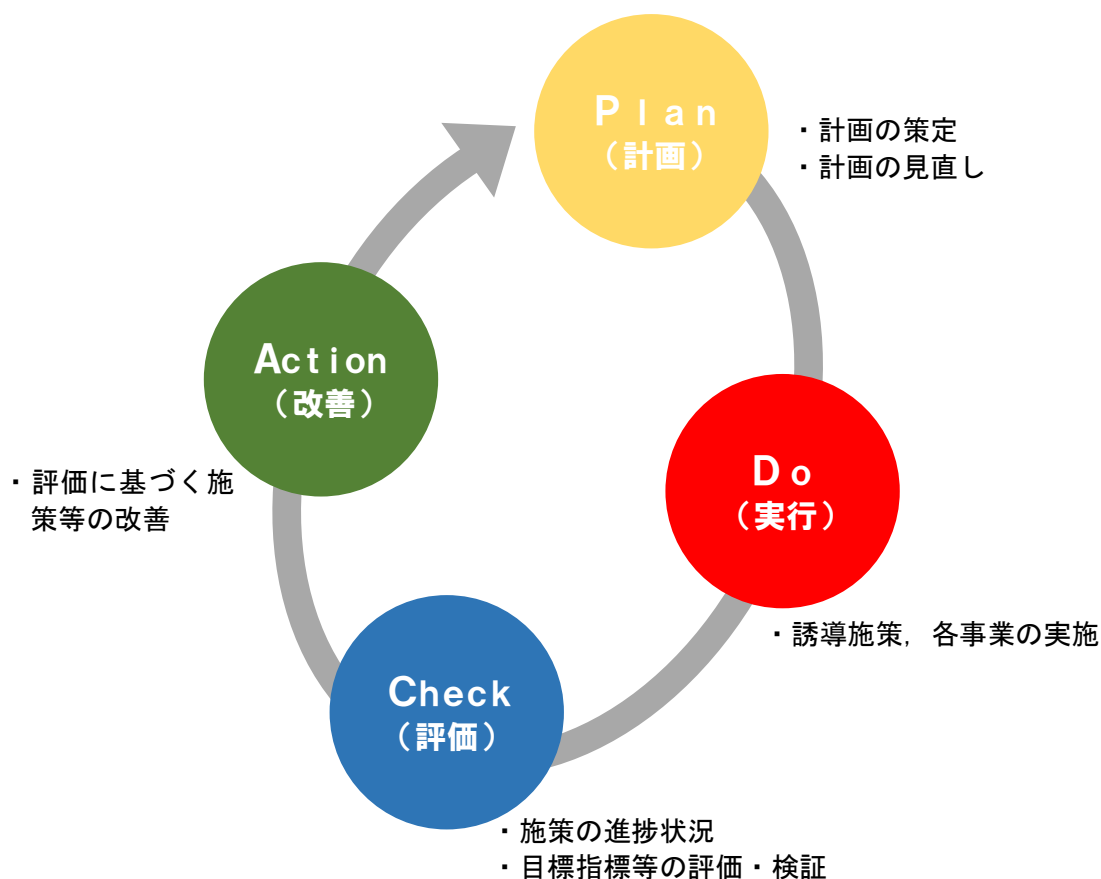 Plan
（計画）
・計画の策定
・計画の見直し
Do
（実行）
・誘導施策，各事業の実施
Check
（評価）
・施策の進捗状況
・目標指標等の評価・検証
Action
（改善）
・評価に基づく施
策等の改善